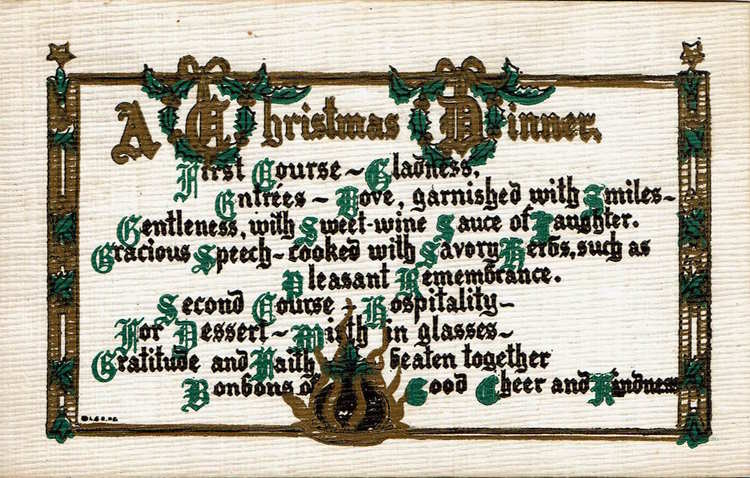 A Christmas Dinner.
First Course ~ Gladness.
Entrées ~ Love, garnished with Smiles ~
Gentleness, with Sweet-wine Sauce of Laughter.
Gracious Speech ~ cooked with Savory Herbs, such as
Pleasant Remembrance.
Second Course ~ Hospitality ~
For Dessert ~ Mirth in glasses ~
Gratitude and Faith beaten together
Bonbons of Good Cheer and Kindness